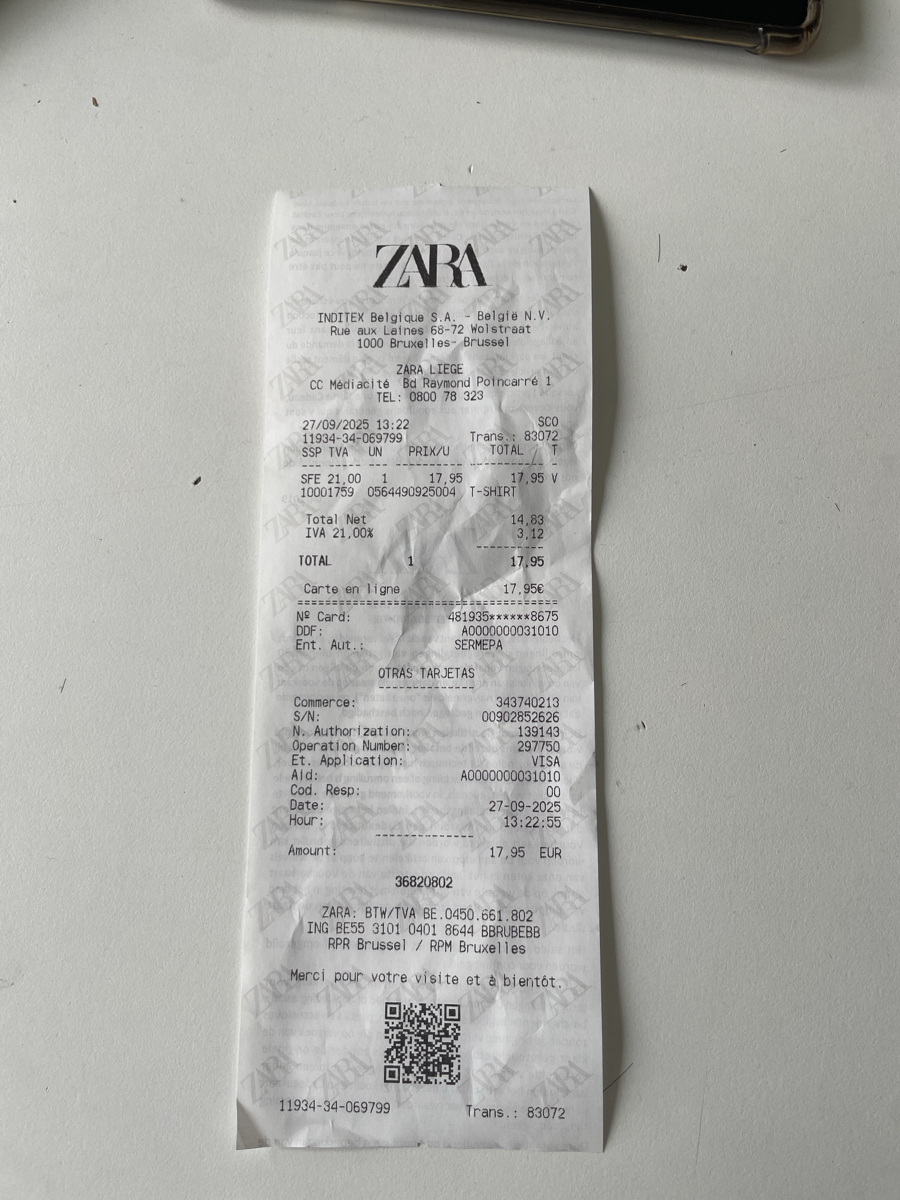 ZARA
INDITEX Belgique S.A. - België N.V.
Rue aux Laines 68-72 Wolstraat
1000 Bruxelles- Brussel
ZARA LIEGE
CC Médiacité Bd Raymond Poincarré 1
TEL: 0800 78 323
27/09/2025 13:22 SCO
11934-34-069799 Trans.: 83072
SSP TVA UN PRIX/U TOTAL / T
SFE 21,00 1 17,95 17,95 V
10001759 0564490925004 T-SHIRT
Total Net 14,83
IVA 21,00% 3,12
TOTAL 1 17,95
Carte en ligne 17,95€
Nº Card: 481935******8675
DDF: A0000000031010
Ent. Aut.: SERMEPA
OTRAS TARJETAS
Commerce: 343740213
S/N: 00902852626
N. Authorization: 139143
Operation Number: 297750
Et. Application: VISA
Aid: A0000000031010
Cod. Resp: 00
Date: 27-09-2025
Hour: 13:22:55
Amount: 17,95 EUR
36820802
ZARA: BTW/TVA BE.0450.661.802
ING BE55 3101 0401 8644 BBRUBEBB
RPR Brussel / RPM Bruxelles
Merci pour votre visite et à bientôt.
11934-34-069799 Trans.: 83072